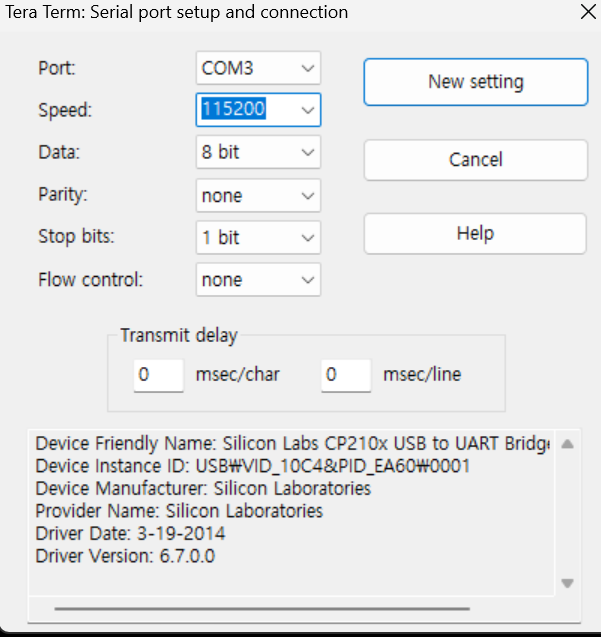 Tera Term: Serial port setup and connection
Port: COM3
New setting
Speed: 115200
Data: 8 bit
Cancel
Parity: none
Stop bits: 1 bit
Help
Flow control: none
Transmit delay
0 msec/char 0 msec/line
Device Friendly Name: Silicon Labs CP210x USB to UART Bridge
Device Instance ID: USB₩VID_10C4&PID_EA60₩0001
Device Manufacturer: Silicon Laboratories
Provider Name: Silicon Laboratories
Driver Date: 3-19-2014
Driver Version: 6.7.0.0